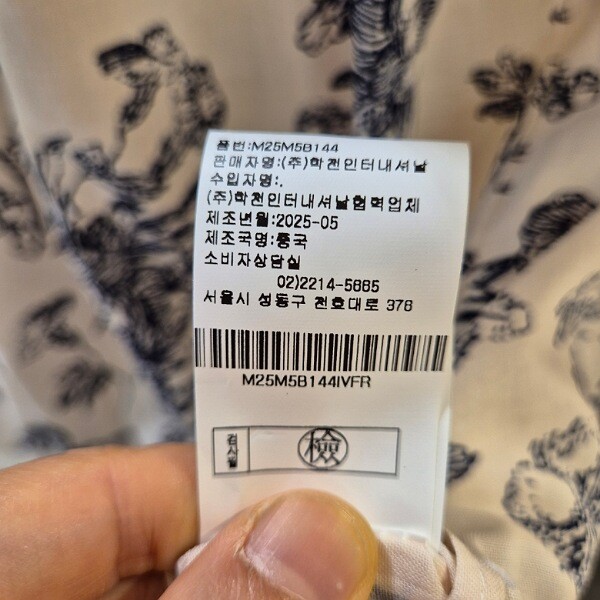 품번:M25M5B144
판매자명:(주)학천인터내셔날
수입자명:.
(주)학천인터내셔날협력업체
제조년월:2025-05
제조국명:중국
소비자상담실
02)2214-5885
서울시 성동구 천호대로 376
M25M5B144IVFR
검사필
檢